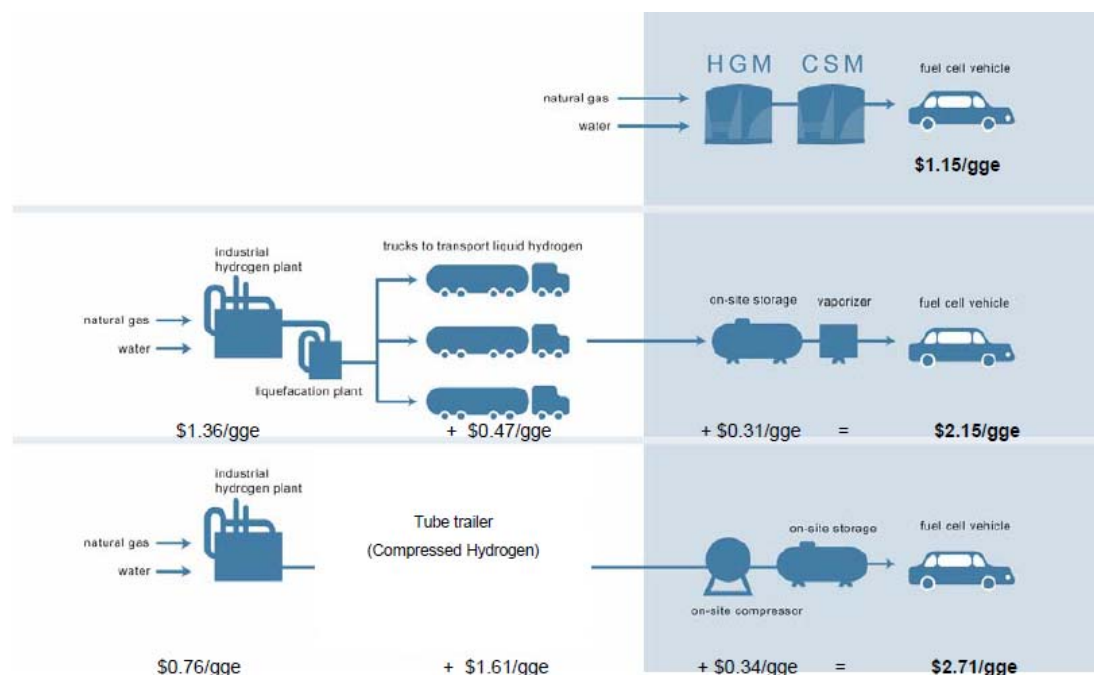 HGM CSM fuel cell vehicle
natural gas
water
$1.15/gge
industrial
hydrogen plant
trucks to transport liquid hydrogen
natural gas
water
liquefacation plant
on-site storage vaporizer fuel cell vehicle
$1.36/gge + $0.47/gge + $0.31/gge = $2.15/gge
industrial
hydrogen plant
natural gas
water
Tube trailer
(Compressed Hydrogen)
on-site storage fuel cell vehicle
on-site compressor
$0.76/gge + $1.61/gge + $0.34/gge = $2.71/gge